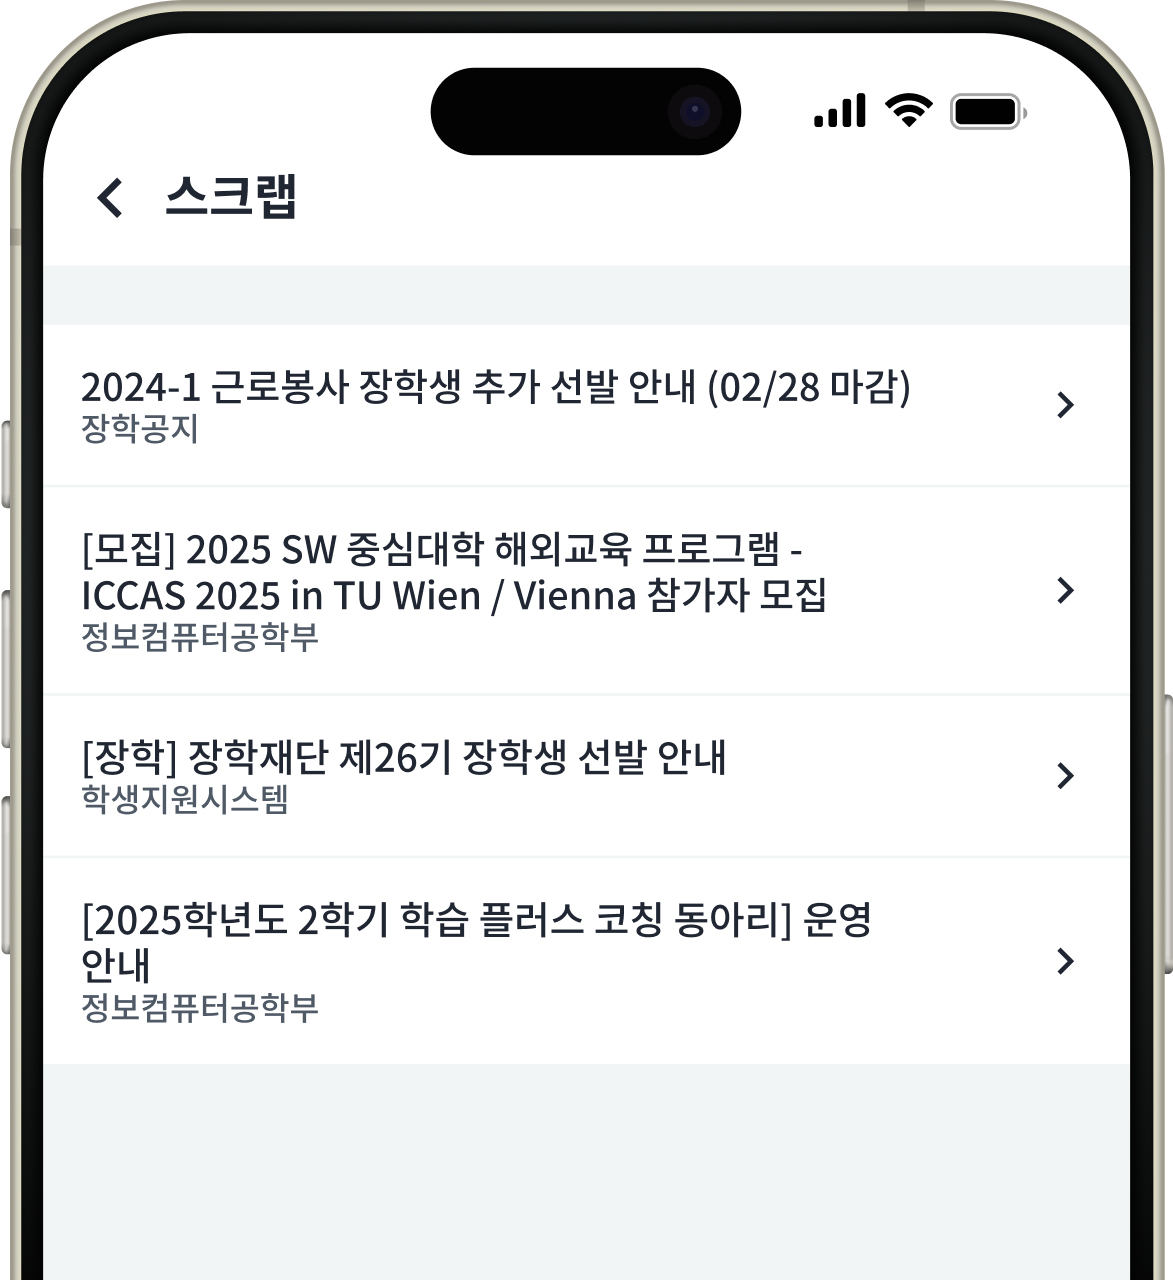 스크랩
2024-1 근로봉사 장학생 추가 선발 안내 (02/28 마감)
장학공지
[모집] 2025 SW 중심대학 해외교육 프로그램 -
ICCAS 2025 in TU Wien / Vienna 참가자 모집
정보컴퓨터공학부
[장학] 장학재단 제26기 장학생 선발 안내
학생지원시스템
[2025학년도 2학기 학습 플러스 코칭 동아리] 운영
안내
정보컴퓨터공학부